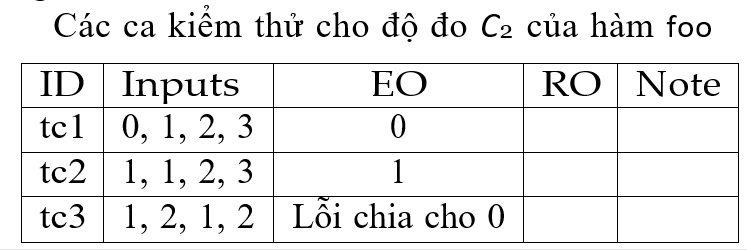 Các ca kiểm thử cho độ đo C₂ của hàm foo
ID Inputs EO RO Note
tc1 0, 1, 2, 3 0
tc2 1, 1, 2, 3 1
tc3 1, 2, 1, 2 Lỗi chia cho 0